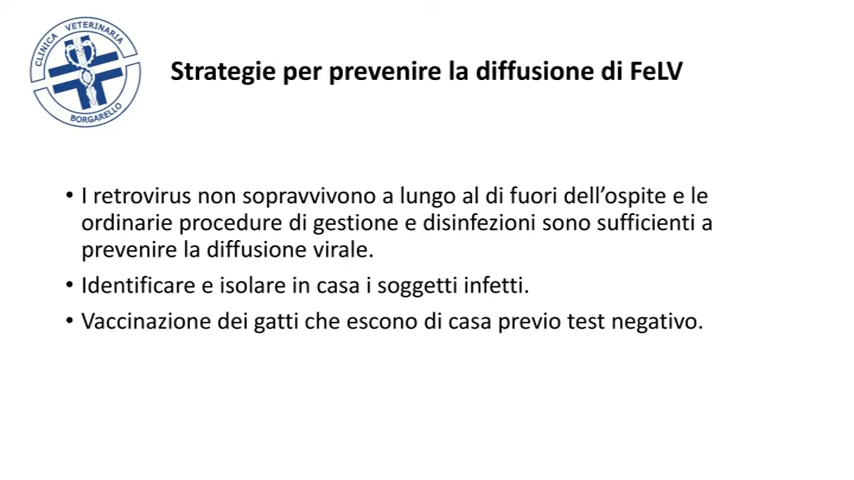 CLINICA VETERINARIA
BORGARELLO
Strategie per prevenire la diffusione di FeLV
• I retrovirus non sopravvivono a lungo al di fuori dell’ospite e le
ordinarie procedure di gestione e disinfezioni sono sufficienti a
prevenire la diffusione virale.
• Identificare e isolare in casa i soggetti infetti.
• Vaccinazione dei gatti che escono di casa previo test negativo.